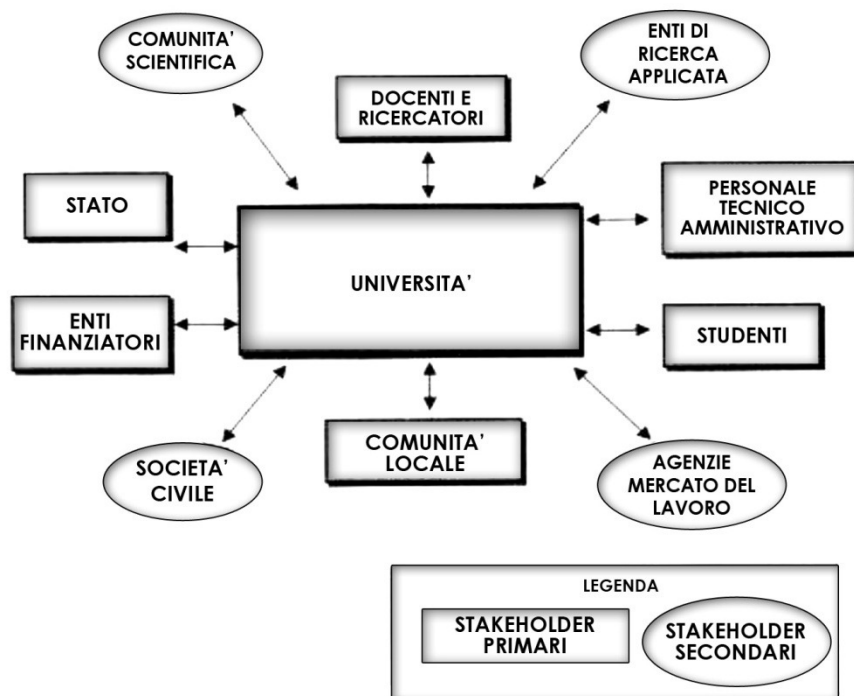 COMUNITA'
SCIENTIFICA
ENTI DI
RICERCA
APPLICATA
DOCENTI E
RICERCATORI
STATO
PERSONALE
TECNICO
AMMINISTRATIVO
UNIVERSITA'
ENTI
FINANZIATORI
STUDENTI
SOCIETA'
CIVILE
COMUNITA'
LOCALE
AGENZIE
MERCATO DEL
LAVORO
LEGENDA
STAKEHOLDER
PRIMARI
STAKEHOLDER
SECONDARI